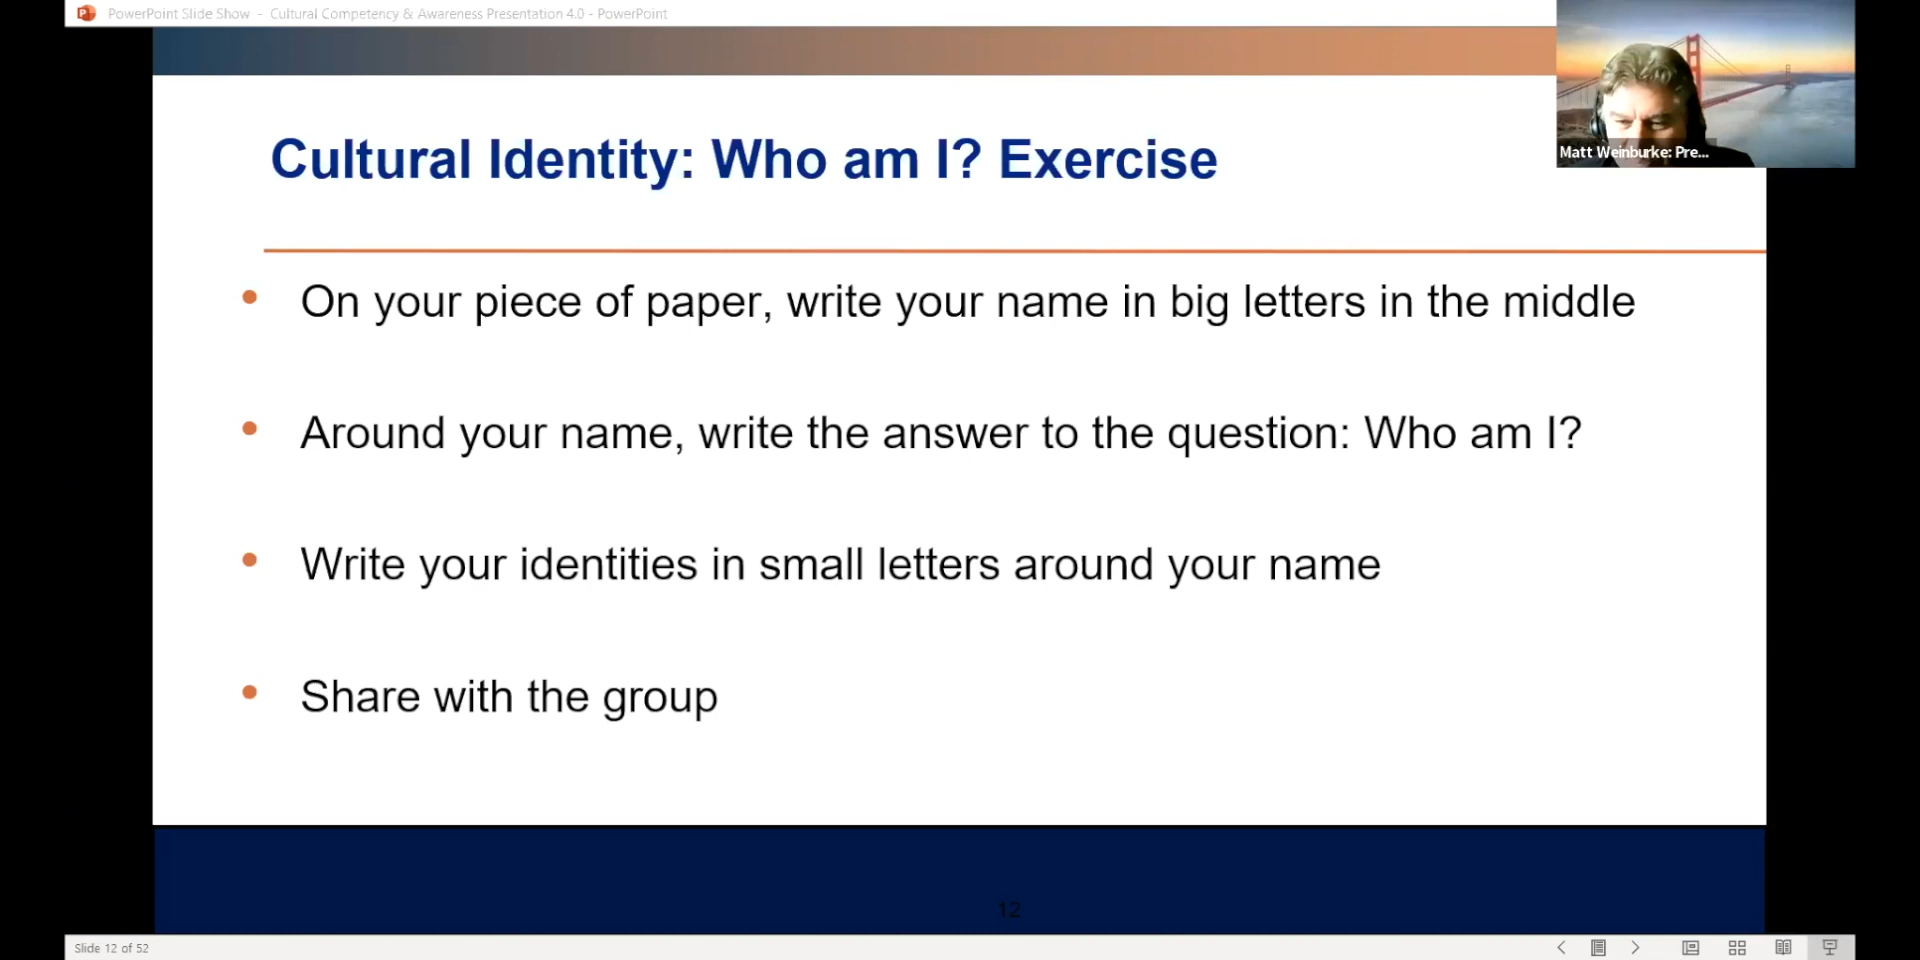 PowerPoint Slide Show - Cultural Competency & Awareness Presentation 4.0 - PowerPoint
Matt Weinburke: Pre...
Cultural Identity: Who am I? Exercise
• On your piece of paper, write your name in big letters in the middle
• Around your name, write the answer to the question: Who am I?
• Write your identities in small letters around your name
• Share with the group
12
Slide 12 of 52